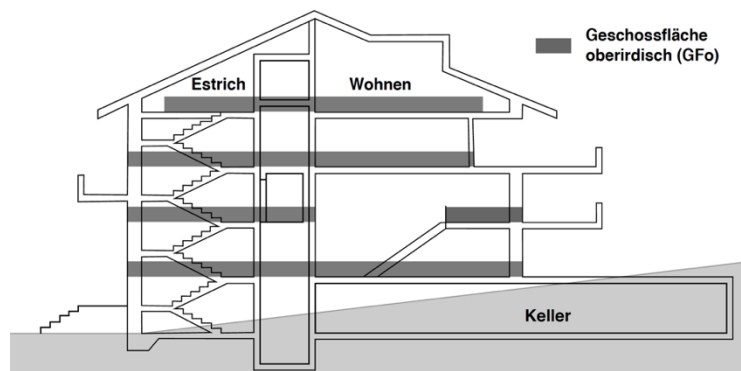 Geschossfläche
oberirdisch (GFo)
Estrich
Wohnen
Keller